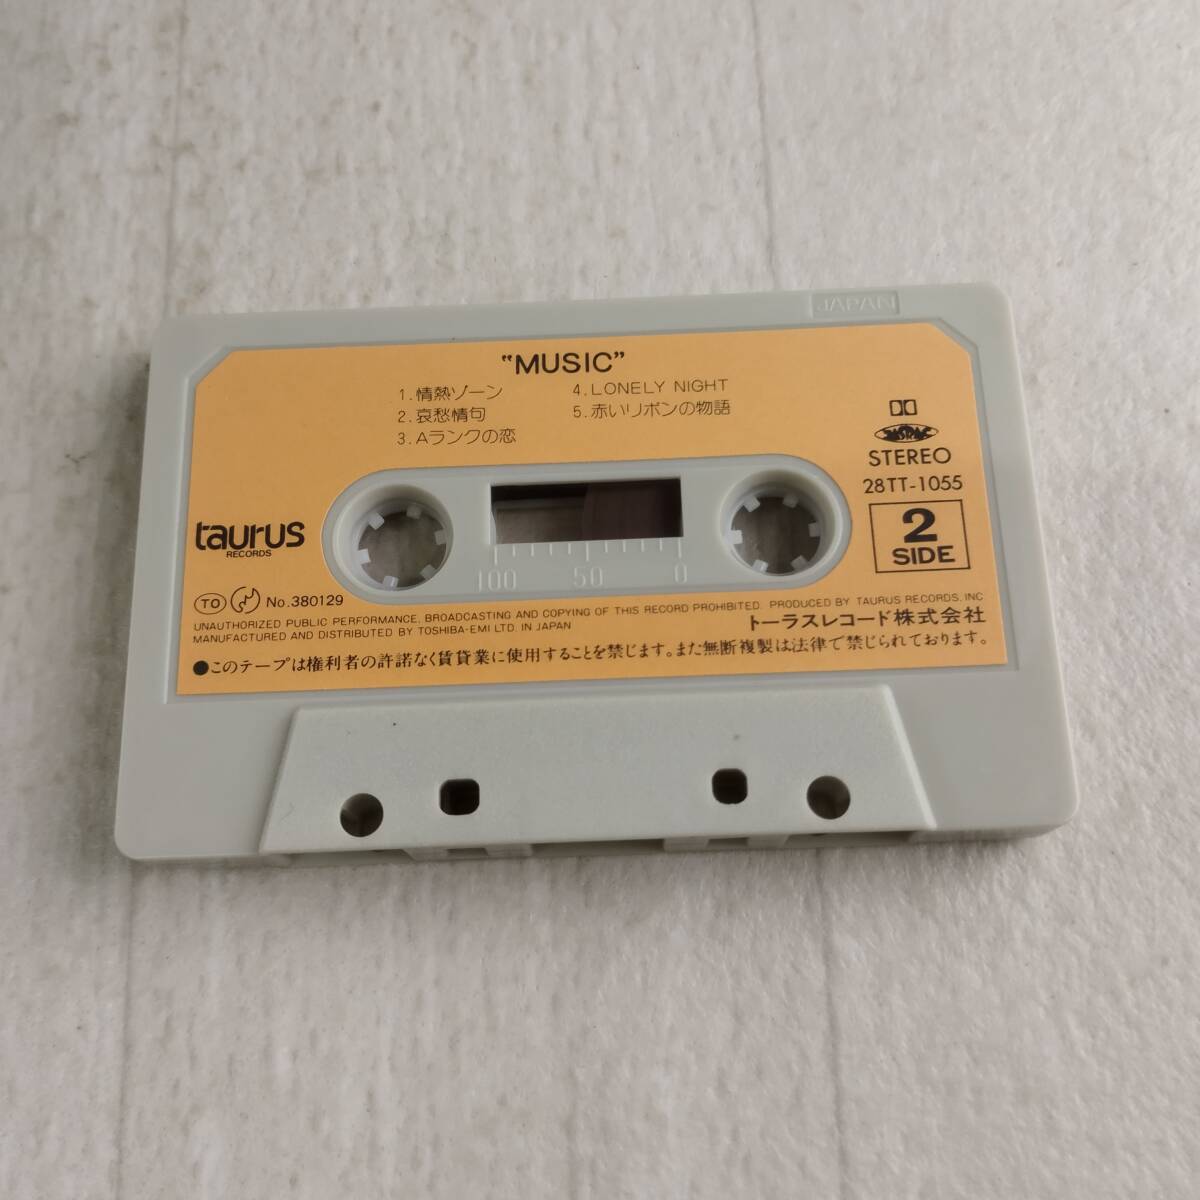 JAPAN
"MUSIC"
1.情熱ゾーン
2.哀愁情句
3.Aランクの恋
4.LONELY NIGHT
5.赤いリボンの物語
JASRAC
STEREO
28TT-1055
2
SIDE
taurus
RECORDS
100 50 0
TO No.380129
UNAUTHORIZED PUBLIC PERFORMANCE, BROADCASTING AND COPYING OF THIS RECORD PROHIBITED. PRODUCED BY TAURUS RECORDS, INC
MANUFACTURED AND DISTRIBUTED BY TOSHIBA-EMI LTD. IN JAPAN
トーラスレコード株式会社
●このテープは権利者の許諾なく賃貸業に使用することを禁じます。また無断複製は法律で禁じられております。